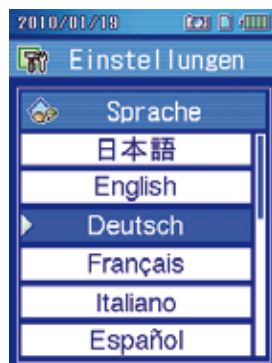 2010/01/19
Einstellungen
Sprache
日本語
English
Deutsch
Français
Italiano
Español